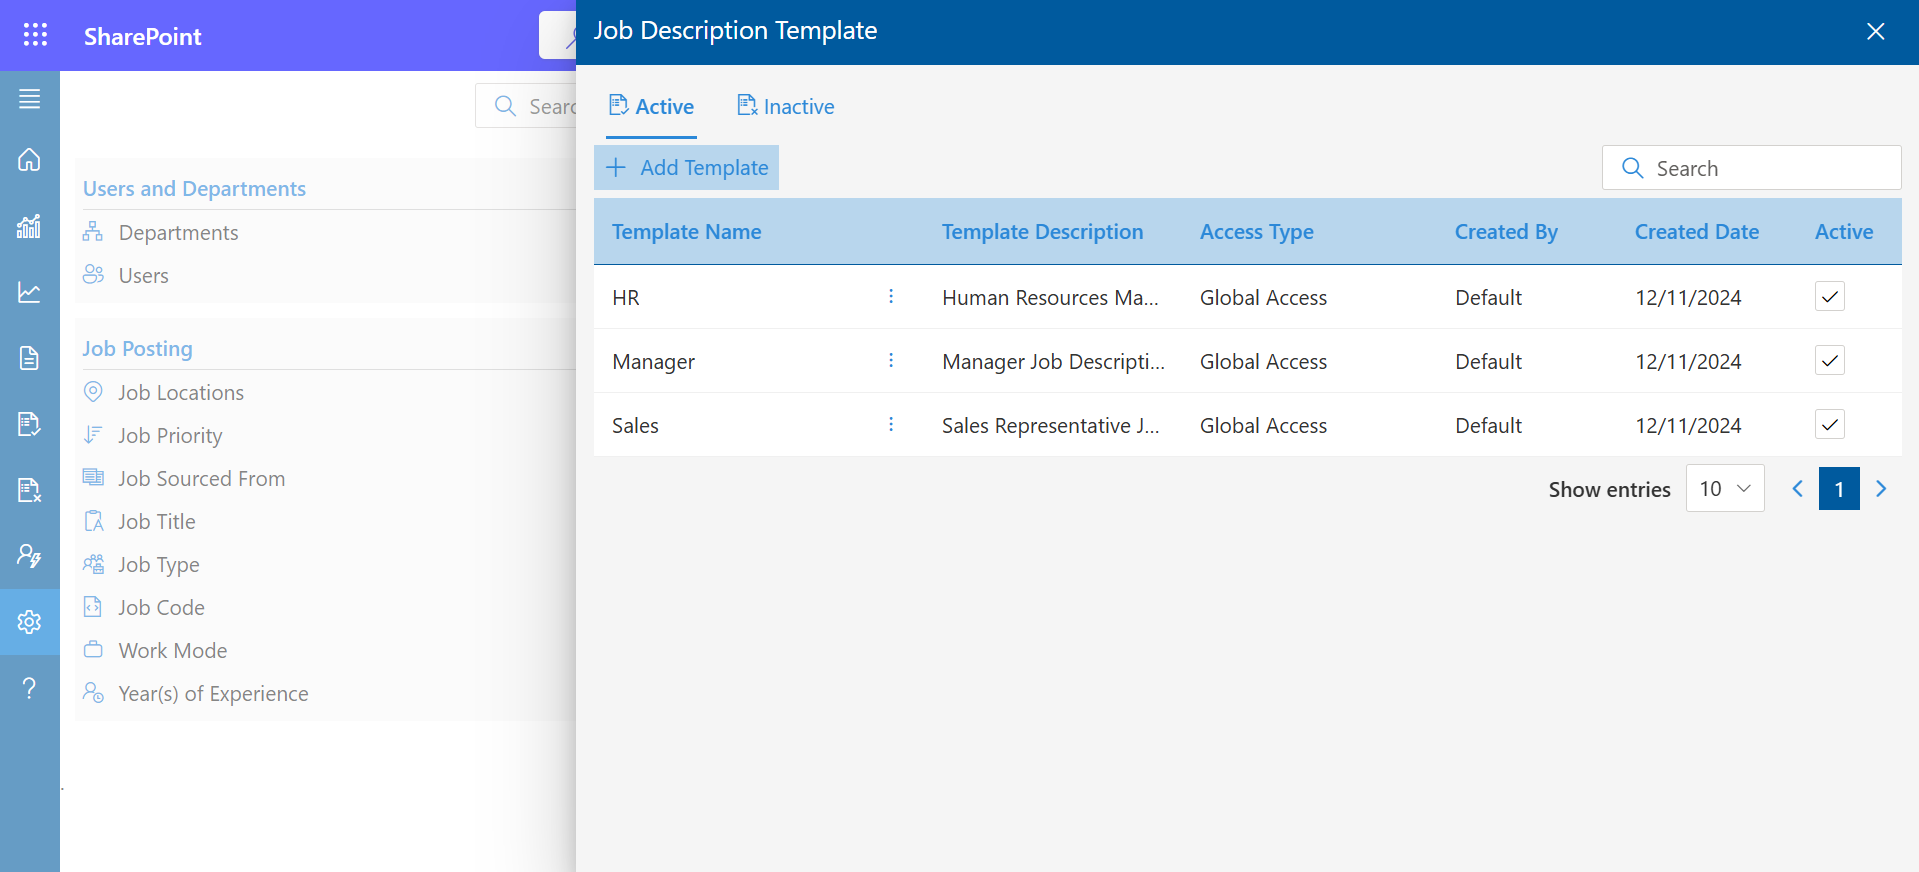 SharePoint
Job Description Template
Active
Inactive
Add Template
Search
Template Name Template Description Access Type Created By Created Date Active
HR Human Resources Ma... Global Access Default 12/11/2024
Manager Manager Job Descripti... Global Access Default 12/11/2024
Sales Sales Representative J... Global Access Default 12/11/2024
Show entries 10 1
Searc
Users and Departments
Departments
Users
Job Posting
Job Locations
Job Priority
Job Sourced From
Job Title
Job Type
Job Code
Work Mode
Year(s) of Experience